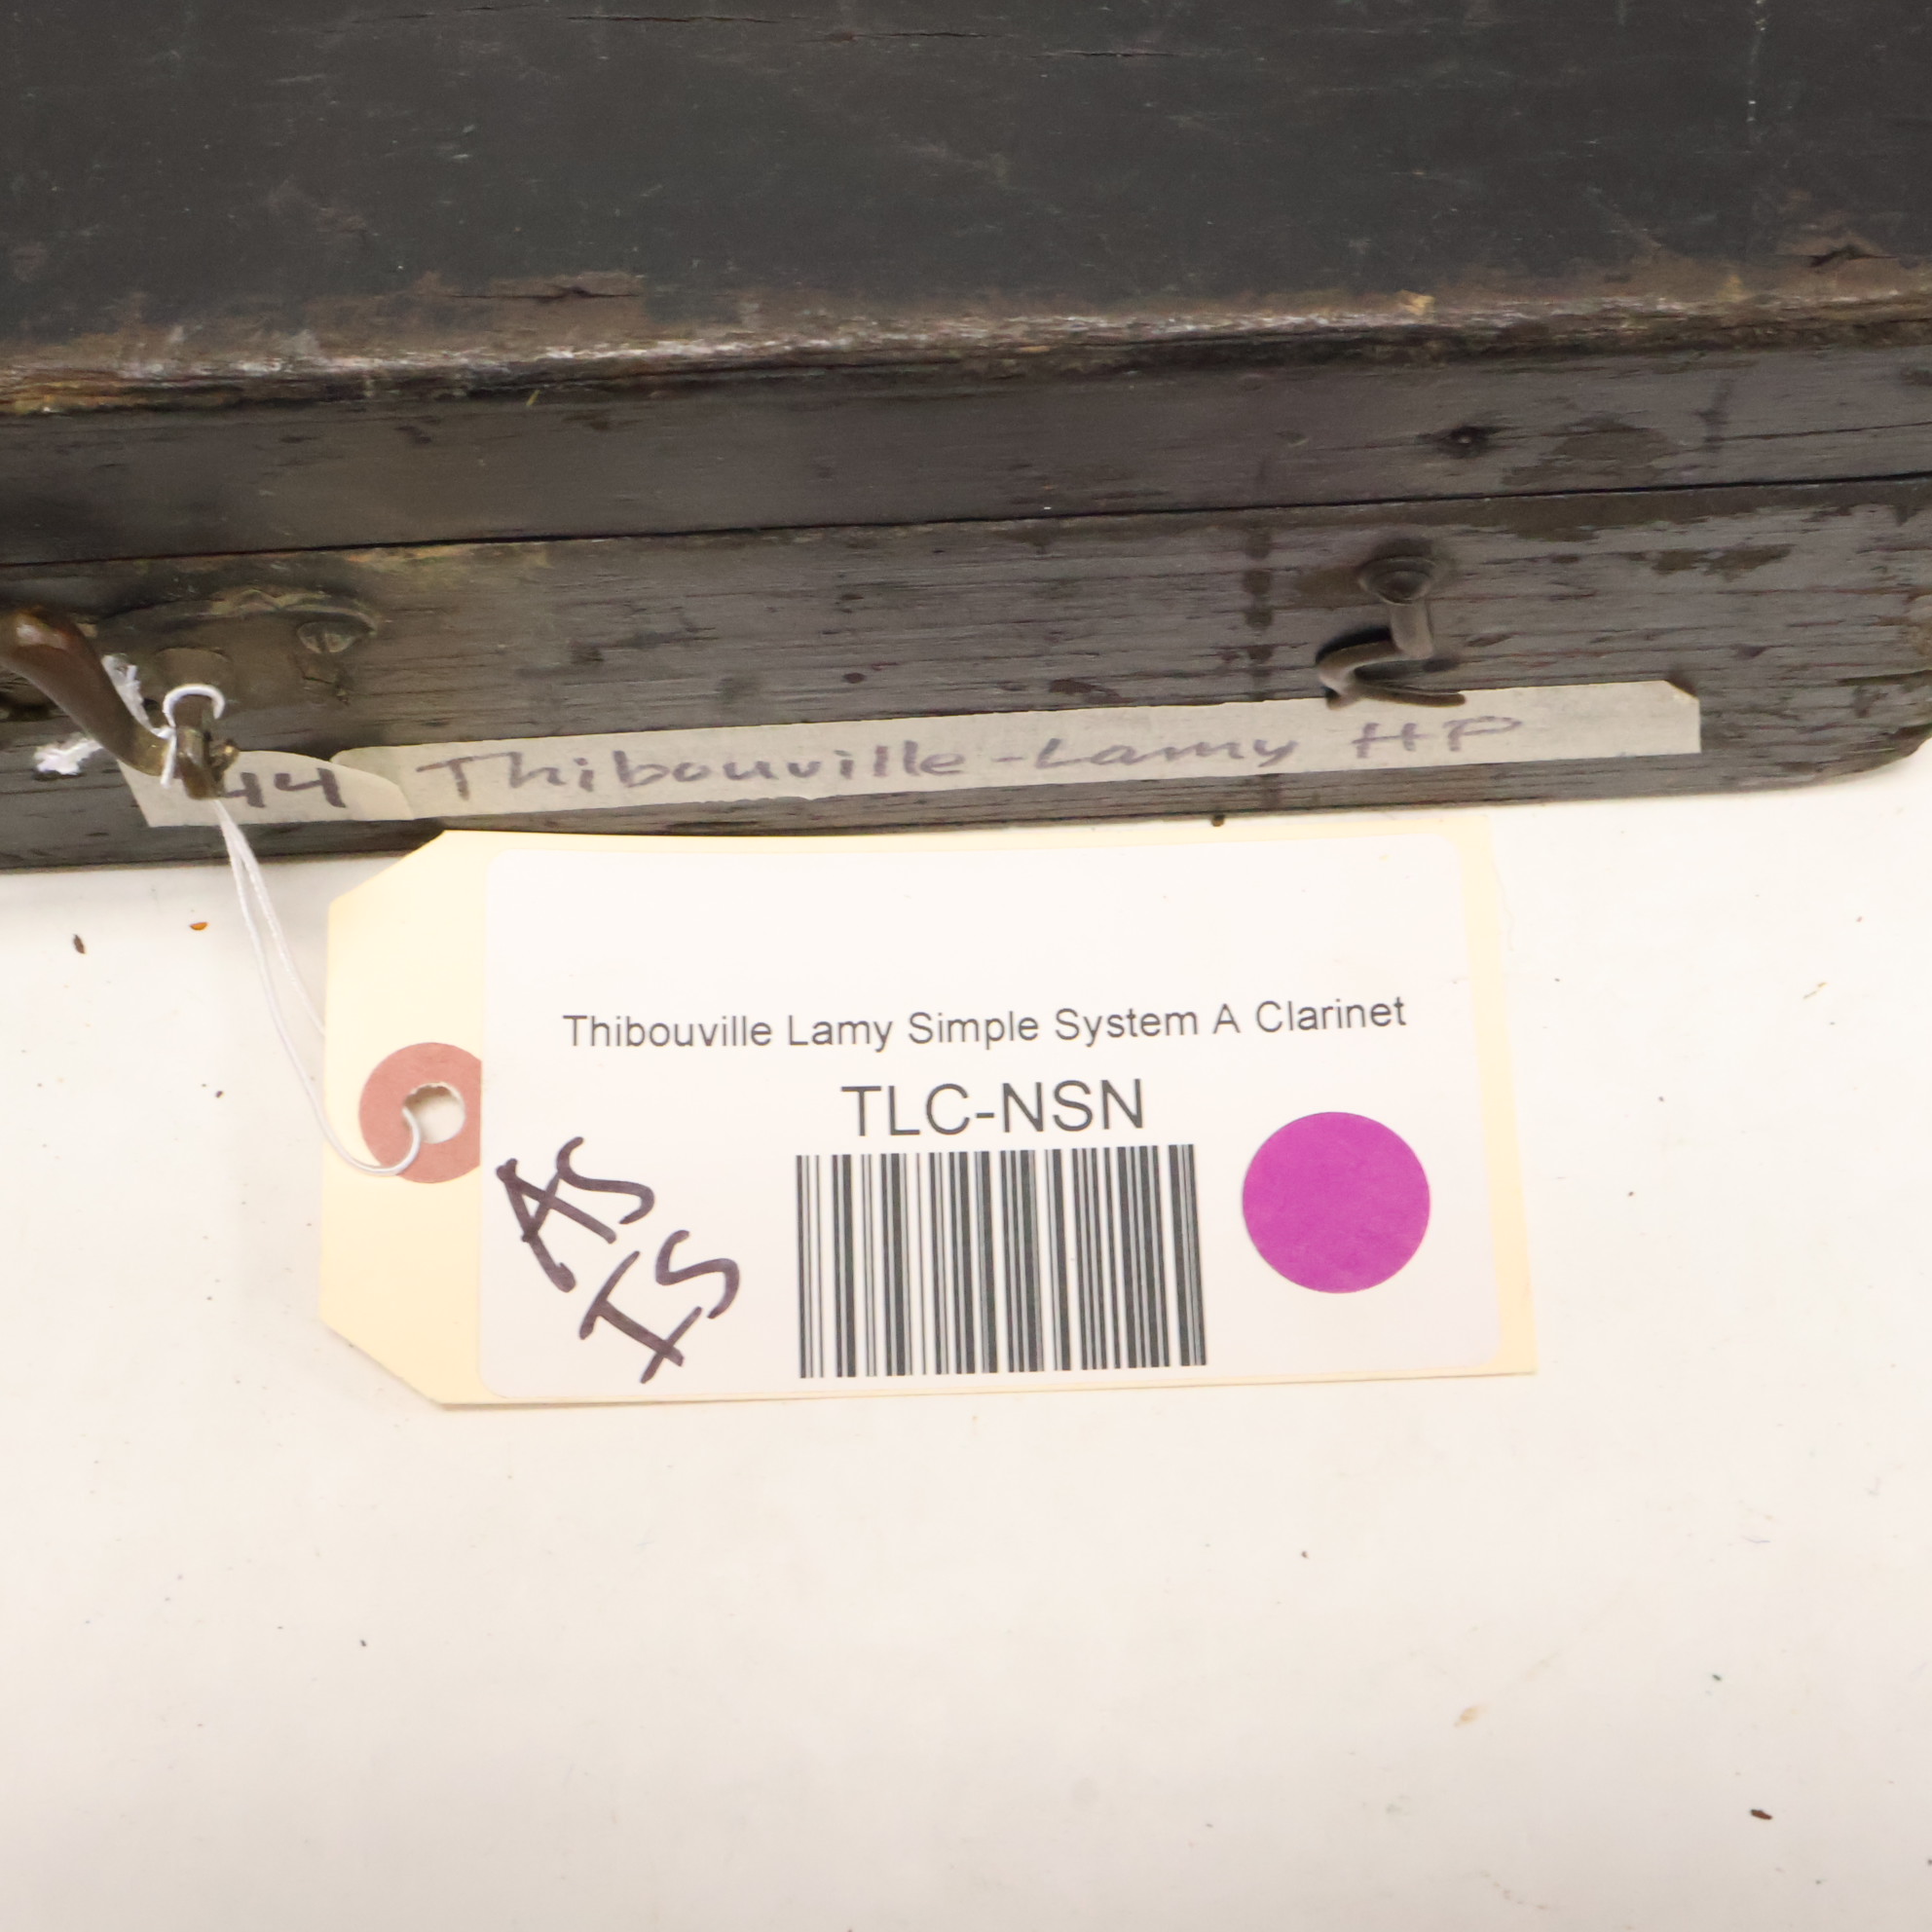 44 Thibouville-Lamy HP
Thibouville Lamy Simple System A Clarinet
TLC-NSN
AS
IS